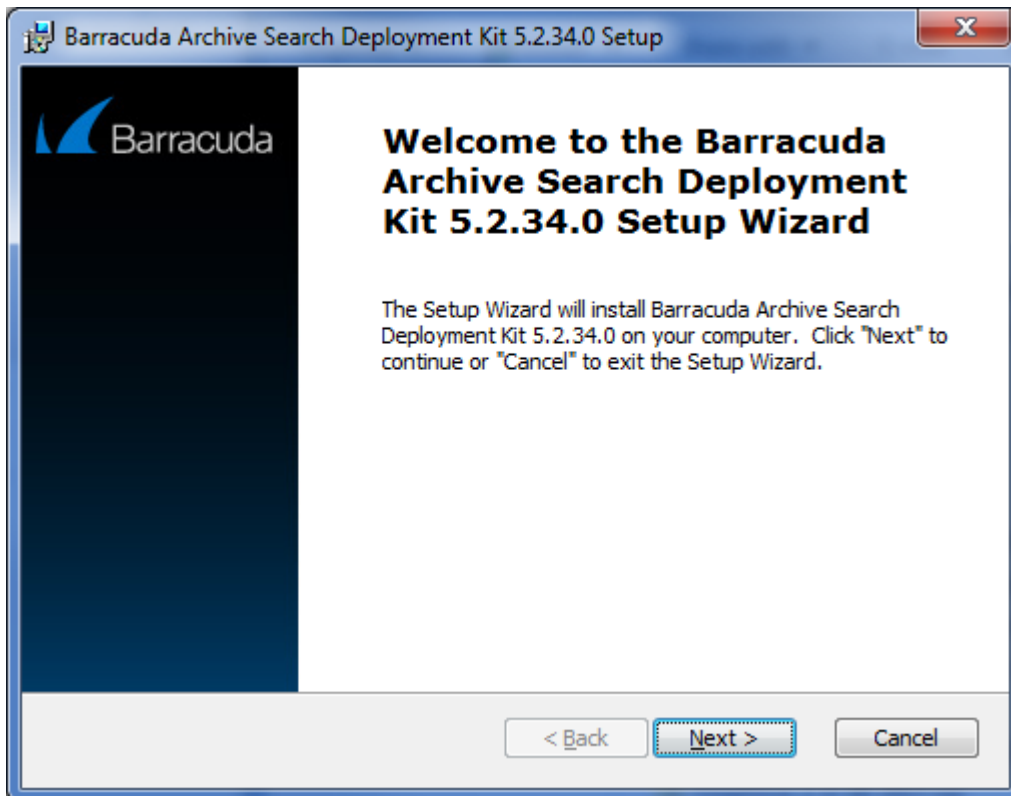 Barracuda Archive Search Deployment Kit 5.2.34.0 Setup
Barracuda
Welcome to the Barracuda
Archive Search Deployment
Kit 5.2.34.0 Setup Wizard
The Setup Wizard will install Barracuda Archive Search
Deployment Kit 5.2.34.0 on your computer.  Click "Next" to
continue or "Cancel" to exit the Setup Wizard.
< Back
Next >
Cancel